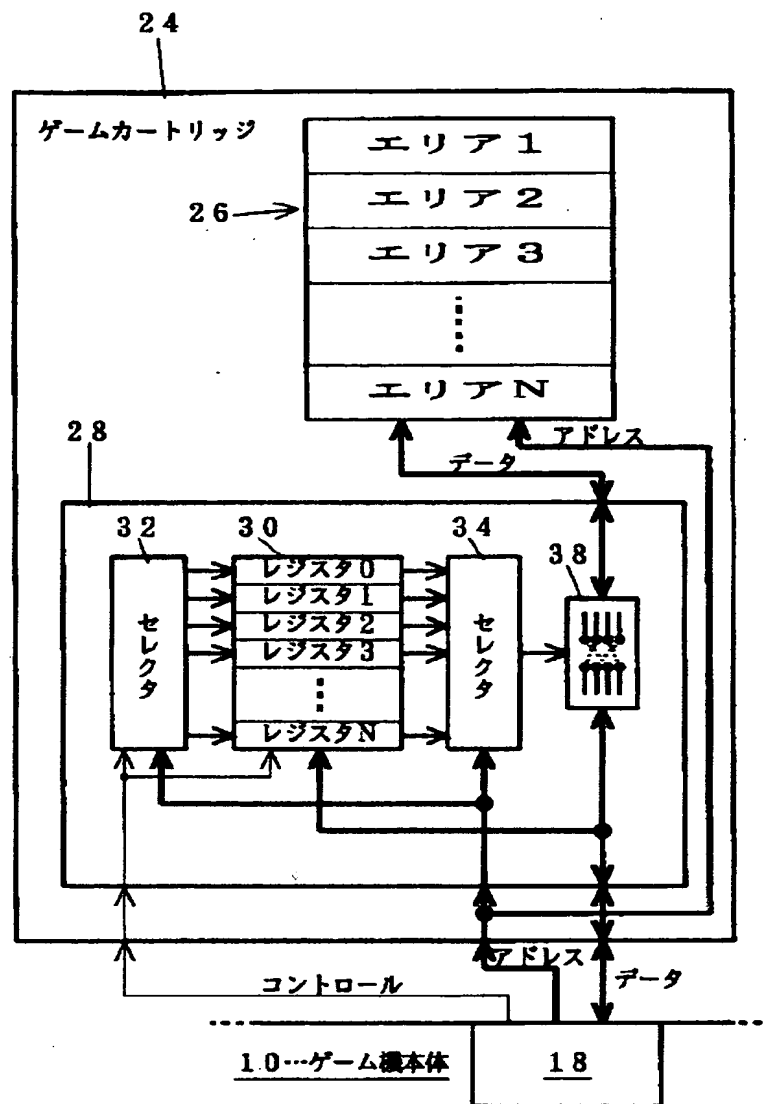 24
ゲームカートリッジ
エリア1
26
エリア2
エリア3
エリアN
28
アドレス
データ
32
30
34
38
セレクタ
レジスタ0
レジスタ1
レジスタ2
レジスタ3
レジスタN
セレクタ
アドレス
コントロール
データ
10…ゲーム機本体
18